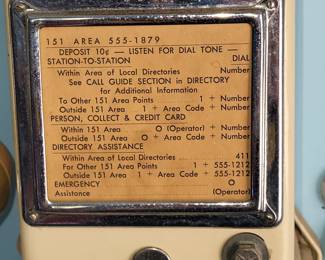 151 AREA 555-1879
DEPOSIT 10¢ — LISTEN FOR DIAL TONE —
STATION-TO-STATION DIAL
Within Area of Local Directories Number
See CALL GUIDE SECTION in DIRECTORY
for Additional Information
To Other 151 Area Points 1 + Number
Outside 151 Area 1 + Area Code + Number
PERSON, COLLECT & CREDIT CARD
Within 151 Area O (Operator) + Number
Outside 151 Area O + Area Code + Number
DIRECTORY ASSISTANCE
Within Area of Local Directories ..... 411
For Other 151 Area Points 1 + 555-1212
Outside 151 Area 1 + Area Code + 555-1212
EMERGENCY O
Assistance (Operator)